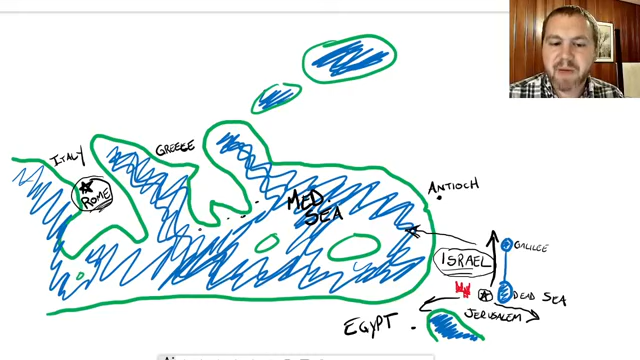 ITALY
GREECE
ROME
MED.
SEA
ANTIOCH
GALILEE
ISRAEL
DEAD SEA
JERUSALEM
EGYPT